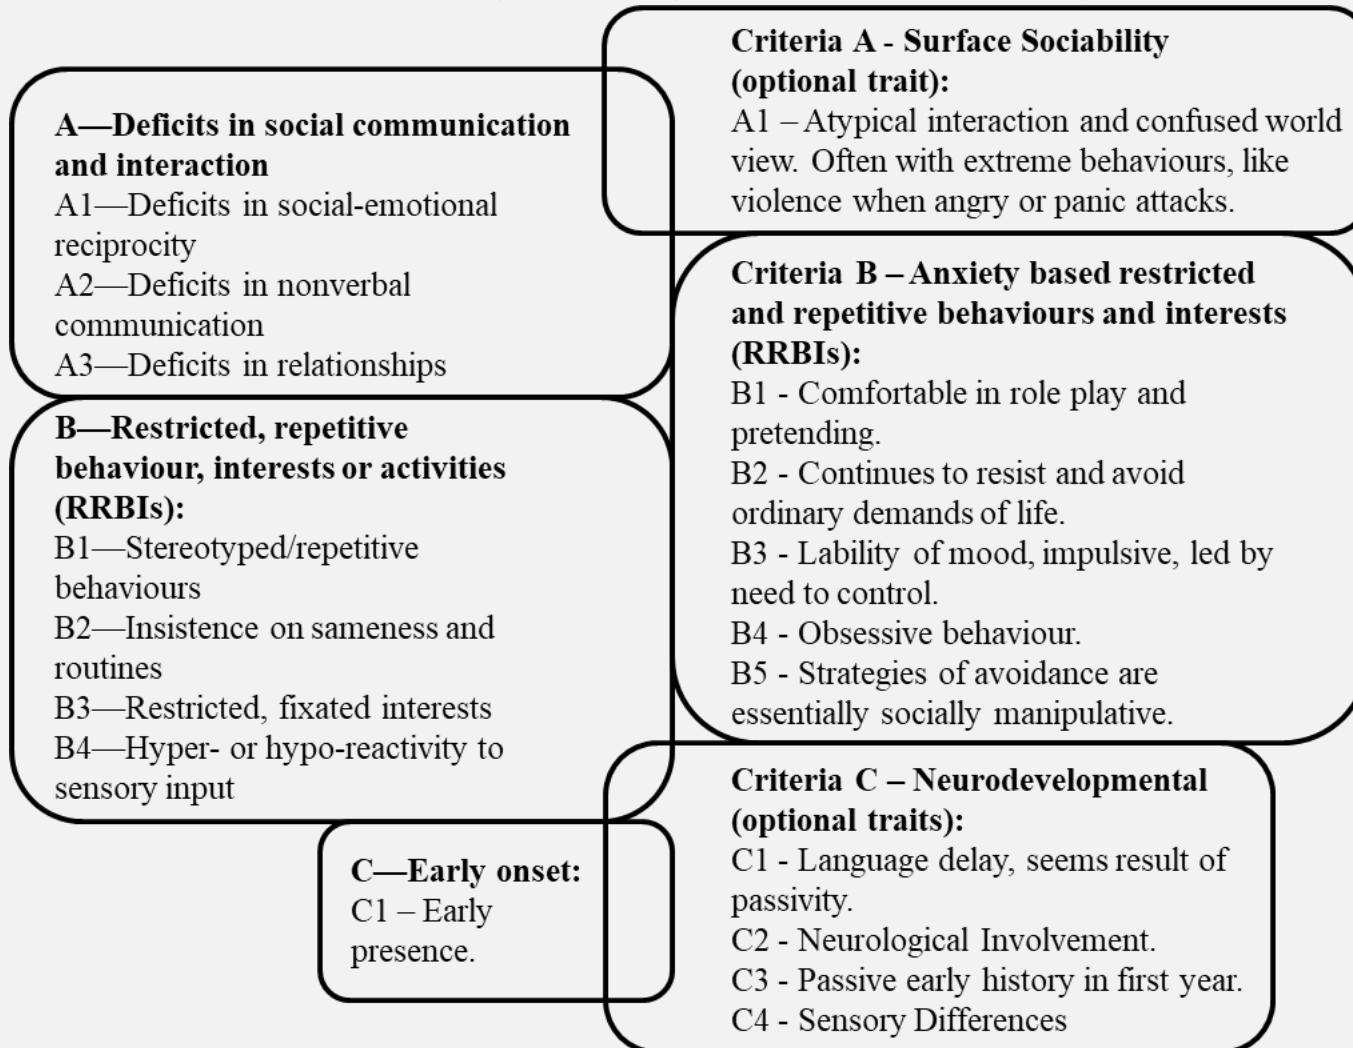 A—Deficits in social communication
and interaction
A1—Deficits in social-emotional
reciprocity
A2—Deficits in nonverbal
communication
A3—Deficits in relationships
B—Restricted, repetitive
behaviour, interests or activities
(RRBIs):
B1—Stereotyped/repetitive
behaviours
B2—Insistence on sameness and
routines
B3—Restricted, fixated interests
B4—Hyper- or hypo-reactivity to
sensory input
C—Early onset:
C1 – Early
presence.
Criteria A - Surface Sociability
(optional trait):
A1 – Atypical interaction and confused world
view. Often with extreme behaviours, like
violence when angry or panic attacks.
Criteria B – Anxiety based restricted
and repetitive behaviours and interests
(RRBIs):
B1 - Comfortable in role play and
pretending.
B2 - Continues to resist and avoid
ordinary demands of life.
B3 - Lability of mood, impulsive, led by
need to control.
B4 - Obsessive behaviour.
B5 - Strategies of avoidance are
essentially socially manipulative.
Criteria C – Neurodevelopmental
(optional traits):
C1 - Language delay, seems result of
passivity.
C2 - Neurological Involvement.
C3 - Passive early history in first year.
C4 - Sensory Differences